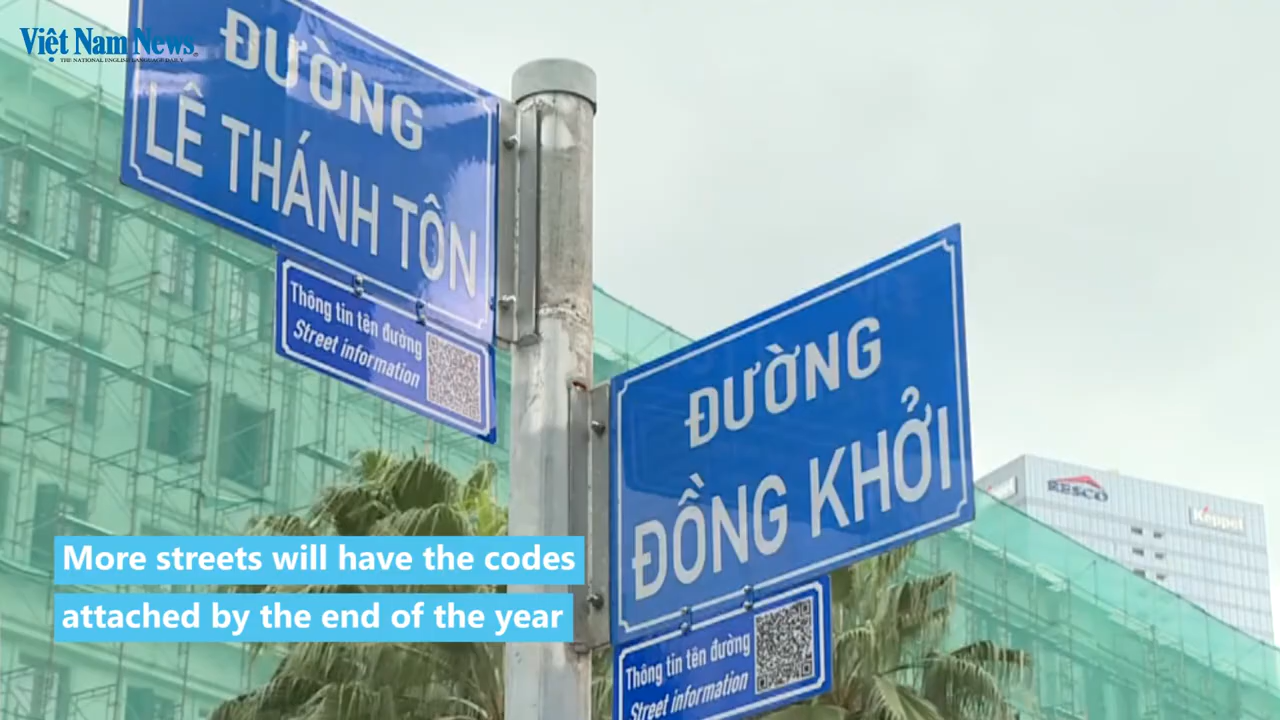 Việt Nam News
THE NATIONAL ENGLISH LANGUAGE DAILY
ĐƯỜNG
LÊ THÁNH TÔN
Thông tin tên đường
Street information
ĐƯỜNG
ĐỒNG KHỞI
Thông tin tên đường
Street information
RESCO
Keppel
More streets will have the codes
attached by the end of the year